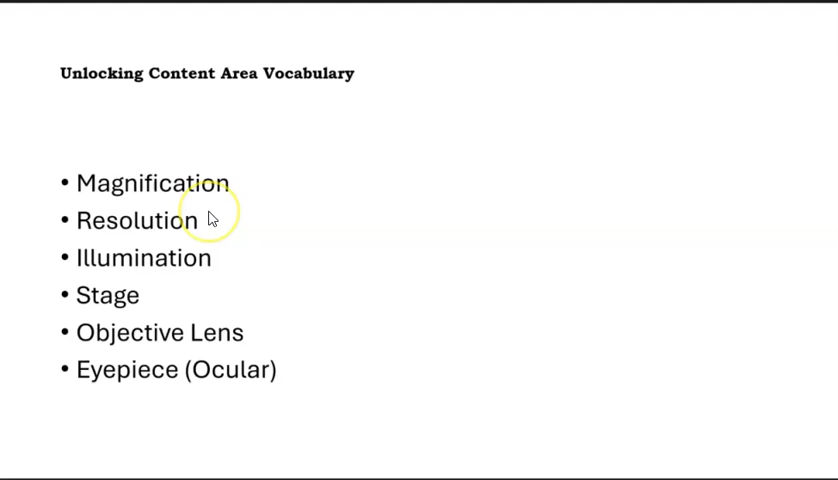 Unlocking Content Area Vocabulary
• Magnification
• Resolution
• Illumination
• Stage
• Objective Lens
• Eyepiece (Ocular)